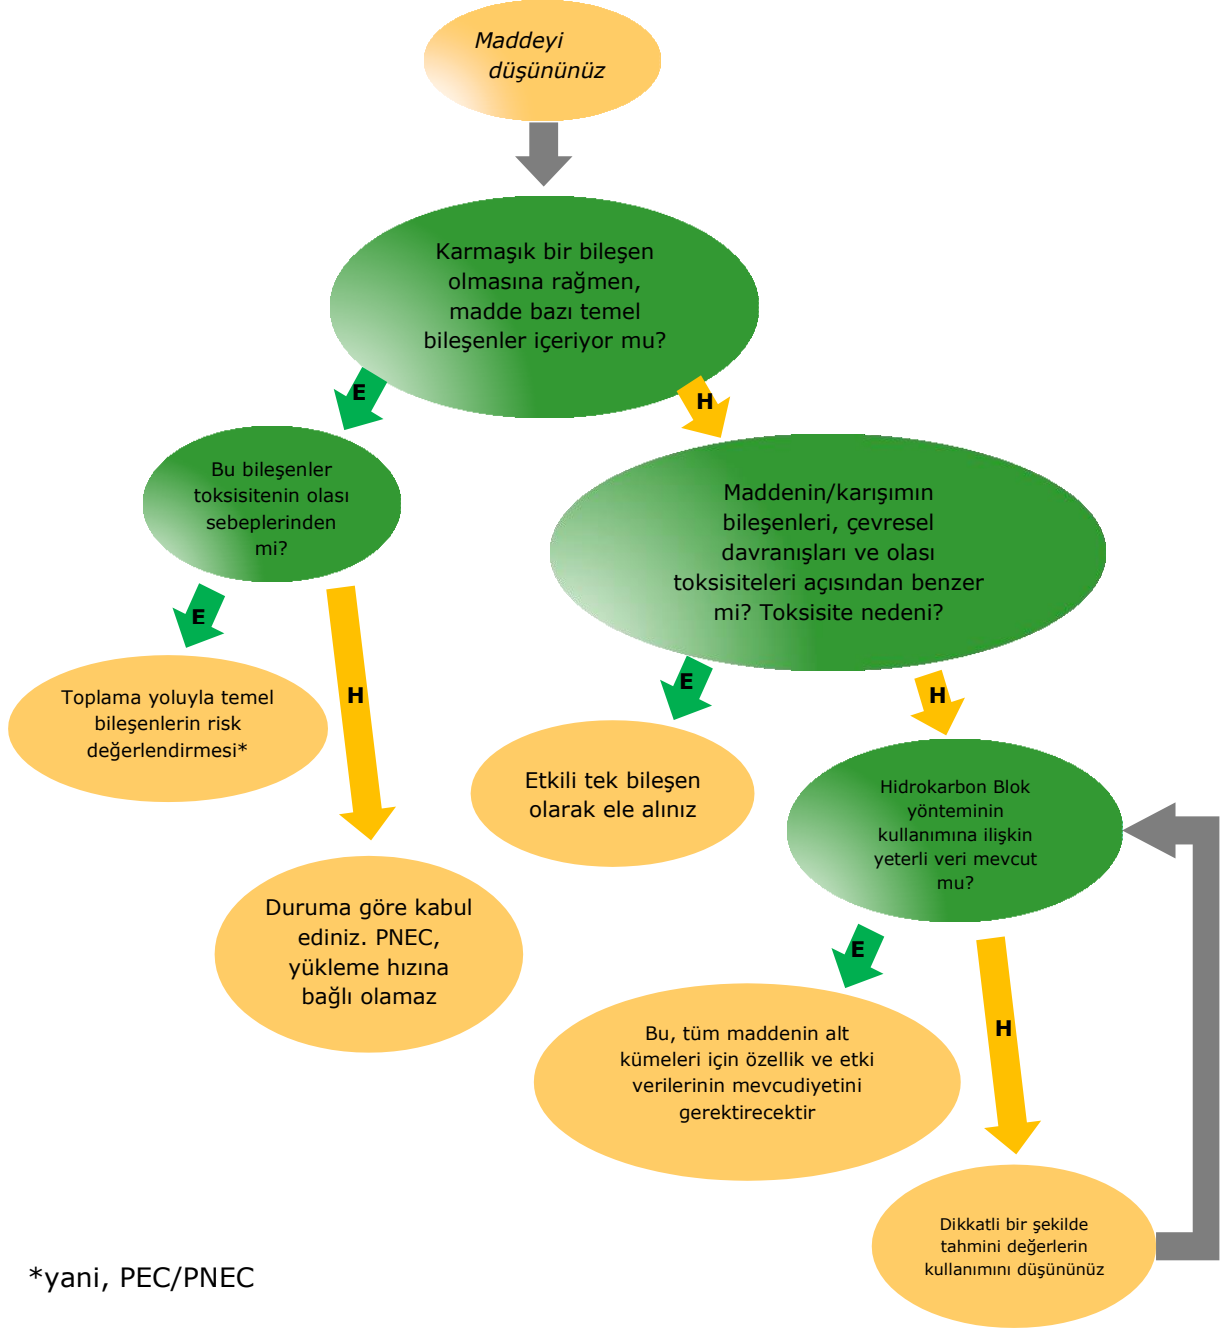 Maddeyi
düşününüz
Karmaşık bir bileşen
olmasına rağmen,
madde bazı temel
bileşenler içeriyor mu?
E
H
Bu bileşenler
toksisitenin olası
sebeplerinden
mi?
Maddenin/karışımın
bileşenleri, çevresel
davranışları ve olası
toksisiteleri açısından benzer
mi? Toksisite nedeni?
E
H
E
H
Toplama yoluyla temel
bileşenlerin risk
değerlendirmesi*
Etkili tek bileşen
olarak ele alınız
Hidrokarbon Blok
yönteminin
kullanımına ilişkin
yeterli veri mevcut
mu?
Duruma göre kabul
ediniz. PNEC,
yükleme hızına
bağlı olamaz
E
H
Bu, tüm maddenin alt
kümeleri için özellik ve etki
verilerinin mevcudiyetini
gerektirecektir
Dikkatli bir şekilde
tahmini değerlerin
kullanımını düşününüz
*yani, PEC/PNEC